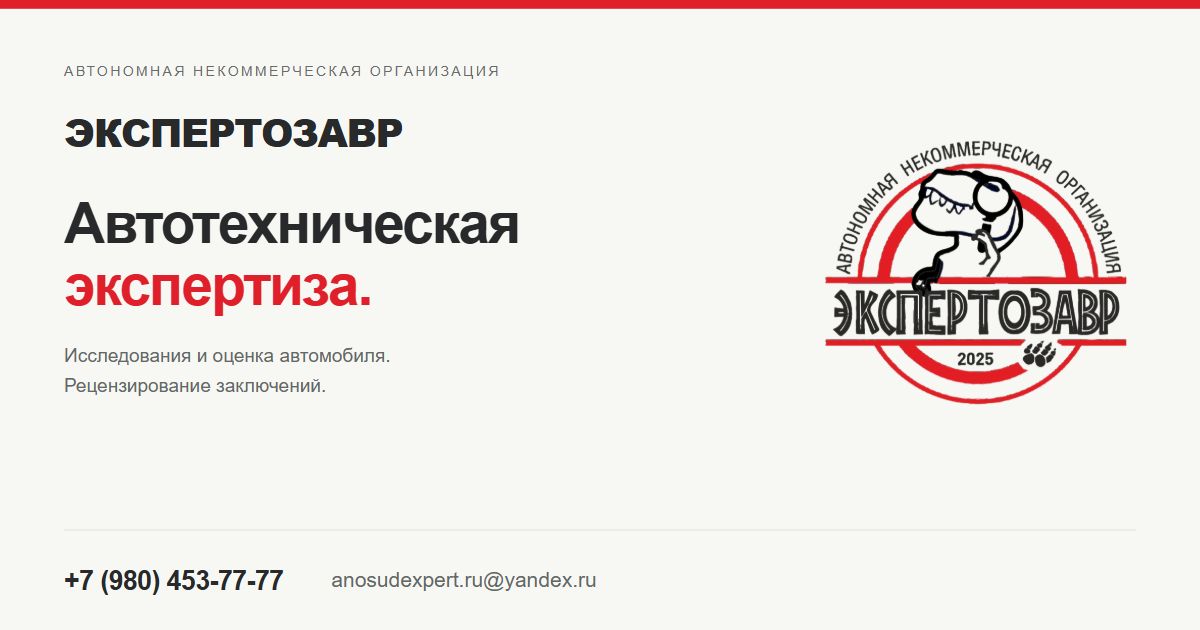 АВТОНОМНАЯ НЕКОММЕРЧЕСКАЯ ОРГАНИЗАЦИЯ
ЭКСПЕРТОЗАВР
Автотехническая
экспертиза.
Исследования и оценка автомобиля.
Рецензирование заключений.
АВТОНОМНАЯ НЕКОММЕРЧЕСКАЯ ОРГАНИЗАЦИЯ
ЭКСПЕРТОЗАВР
2025
+7 (980) 453-77-77
anosudexpert.ru@yandex.ru